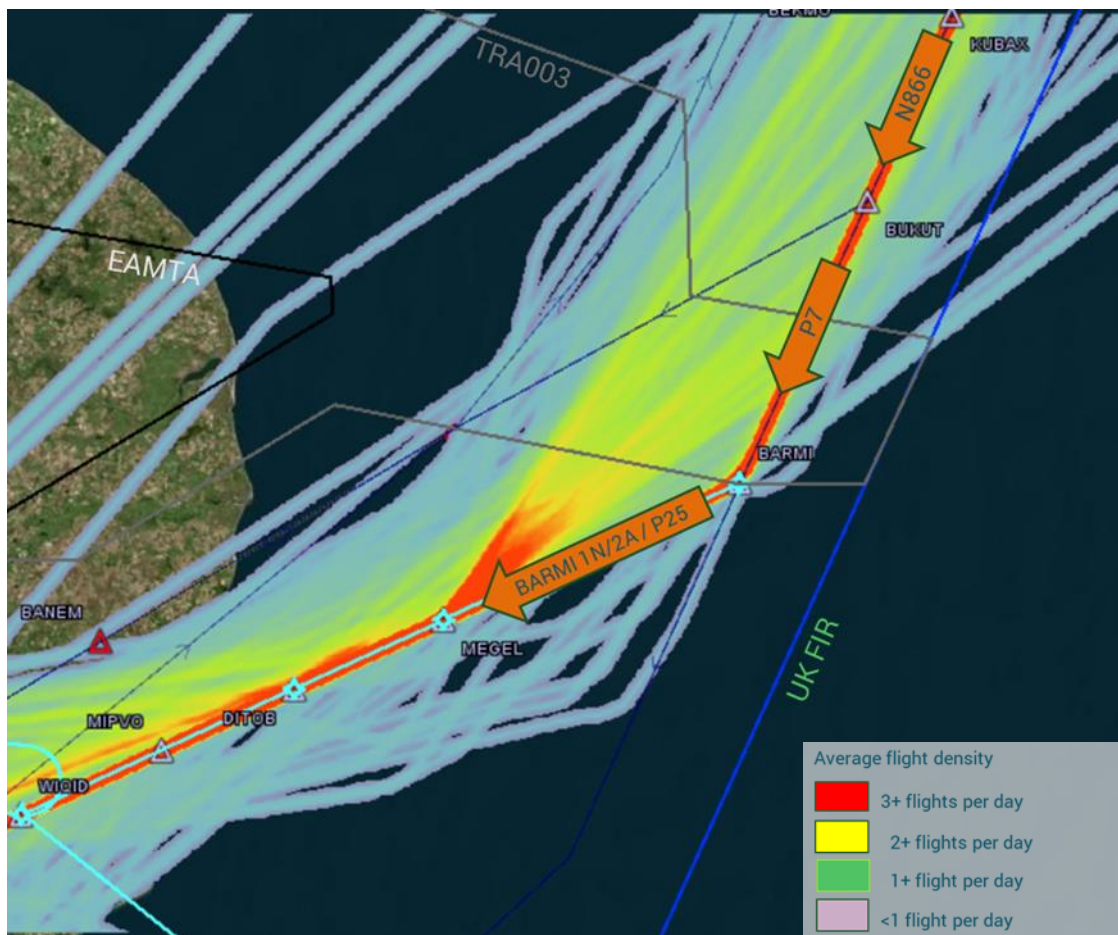 BEKMO
KUBAX
TRA003
N866
BUKUT
EAMTA
P7
BARMI
BARMI 1N/2A / P25
BANEM
MEGEL
UK FIR
MIPVO
DITOB
WIQID
Average flight density
3+ flights per day
2+ flights per day
1+ flight per day
<1 flight per day